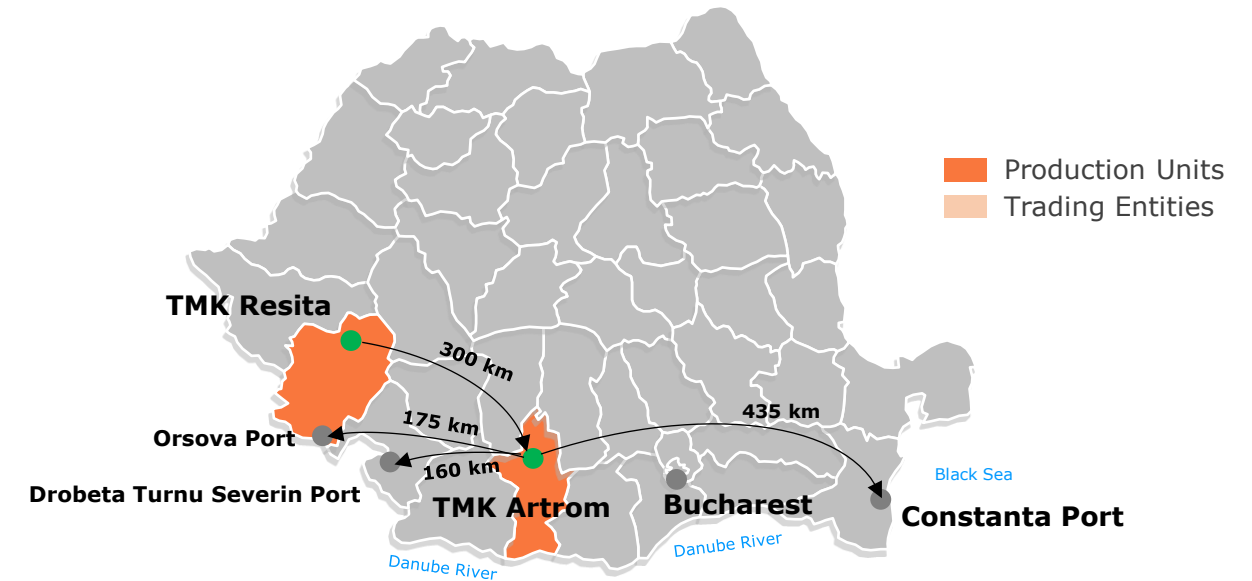 Production Units
Trading Entities
TMK Resita
300 km
175 km
435 km
Orsova Port
160 km
Drobeta Turnu Severin Port
TMK Artrom
Bucharest
Black Sea
Constanta Port
Danube River
Danube River